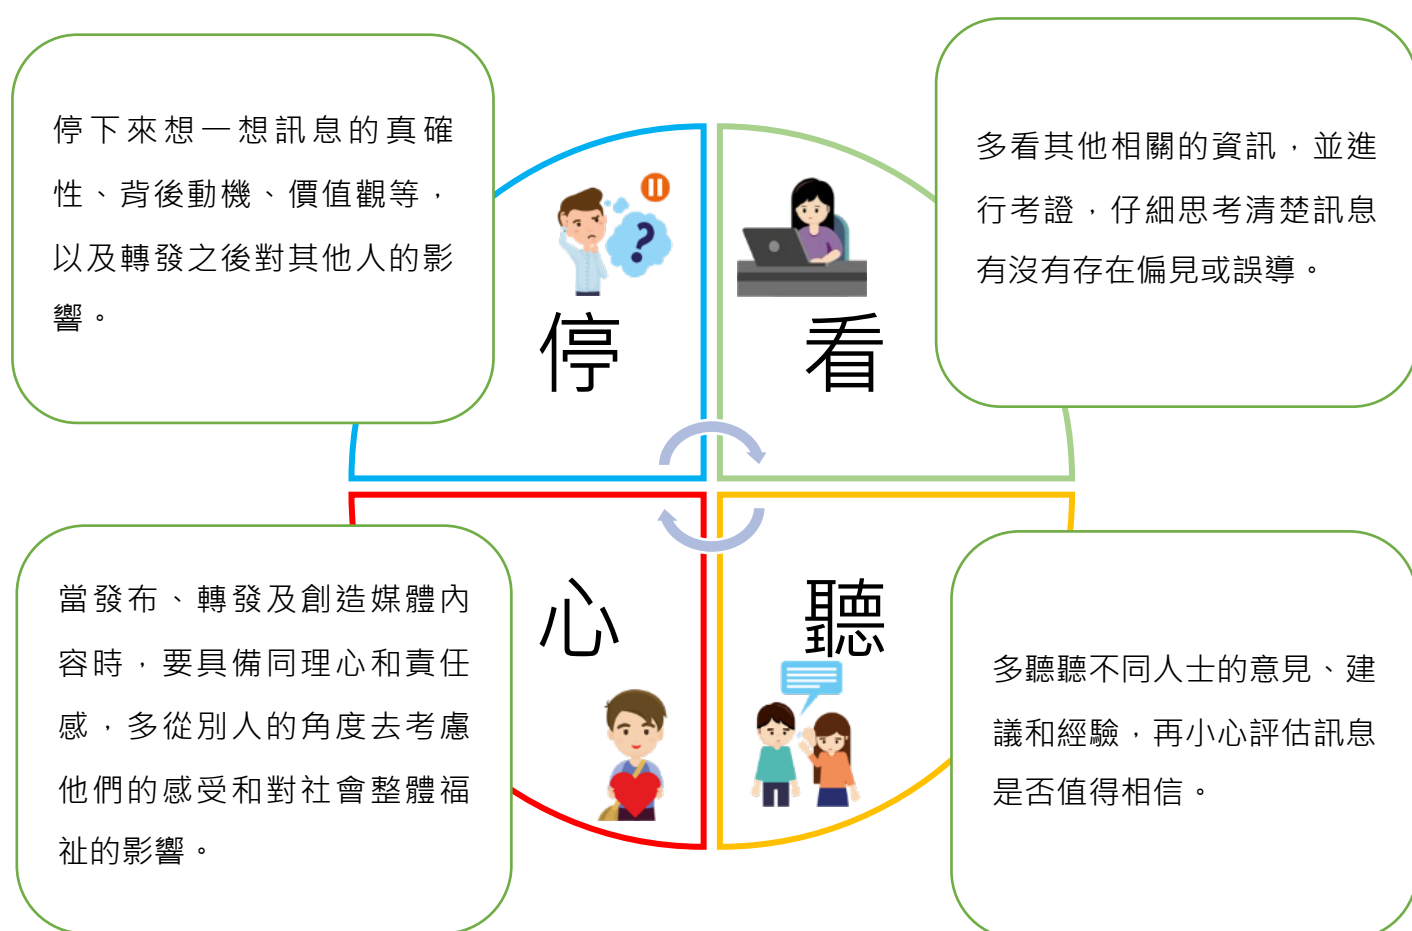 停下來想一想訊息的真確
性、背後動機、價值觀等，
以及轉發之後對其他人的影
響。
停
多看其他相關的資訊，並進
行考證，仔細思考清楚訊息
有沒有存在偏見或誤導。
看
?
當發布、轉發及創造媒體內
容時，要具備同理心和責任
感，多從別人的角度去考慮
他們的感受和對社會整體福
祉的影響。
心
聽
多聽聽不同人士的意見、建
議和經驗，再小心評估訊息
是否值得相信。